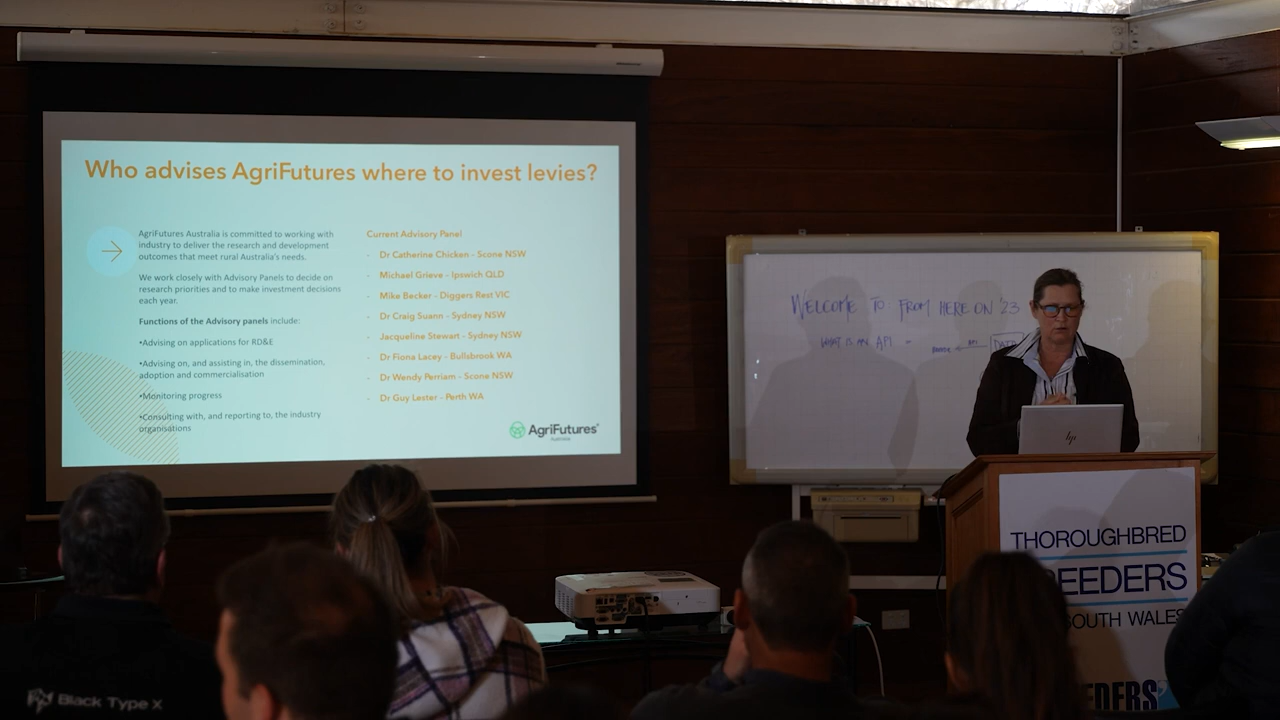 Who advises AgriFutures where to invest levies?
AgriFutures Australia is committed to working with
industry to deliver the research and development
outcomes that meet rural Australia's needs.
We work closely with Advisory Panels to decide on
research priorities and to make investment decisions
each year.
Functions of the Advisory panels include:
•Advising on applications for RD&E
•Advising on, and assisting in, the dissemination,
adoption and commercialisation
•Monitoring progress
•Consulting with, and reporting to, the industry
organisations
Current Advisory Panel
- Dr Catherine Chicken - Scone NSW
- Michael Grieve - Ipswich QLD
- Mike Becker - Diggers Rest VIC
- Dr Craig Suann - Sydney NSW
- Jacqueline Stewart - Sydney NSW
- Dr Fiona Lacey - Bullsbrook WA
- Dr Wendy Perriam - Scone NSW
- Dr Guy Lester - Perth WA
AgriFutures®
Australia
WELCOME TO: FROM HERE ON '23
WHAT IS AN API -
API
DATA
hp
THOROUGHBRED
EEDERS
SOUTH WALES
EDERS
Black Type X